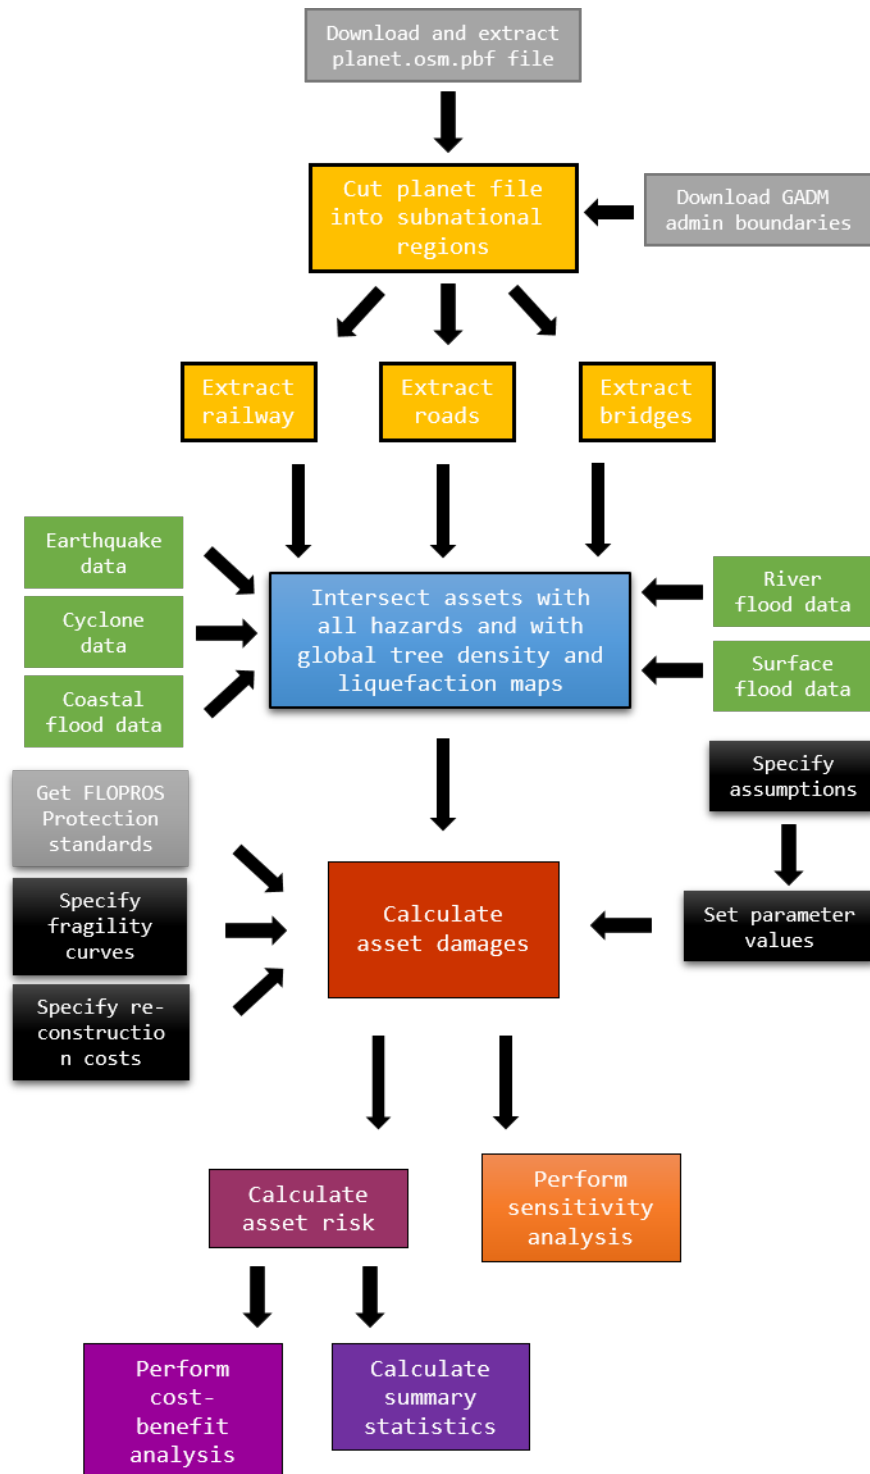 Download and extract
planet.osm.pbf file
Cut planet file
into subnational
regions
Download GADM
admin boundaries
Extract
railway
Extract
roads
Extract
bridges
Earthquake
data
Cyclone
data
Coastal
flood data
Intersect assets with
all hazards and with
global tree density and
liquefaction maps
River
flood data
Surface
flood data
Specify
assumptions
Get FLOPROS
Protection
standards
Specify
fragility
curves
Specify re-
constructio
n costs
Calculate
asset damages
Set parameter
values
Calculate
asset risk
Perform
sensitivity
analysis
Perform
cost-
benefit
analysis
Calculate
summary
statistics